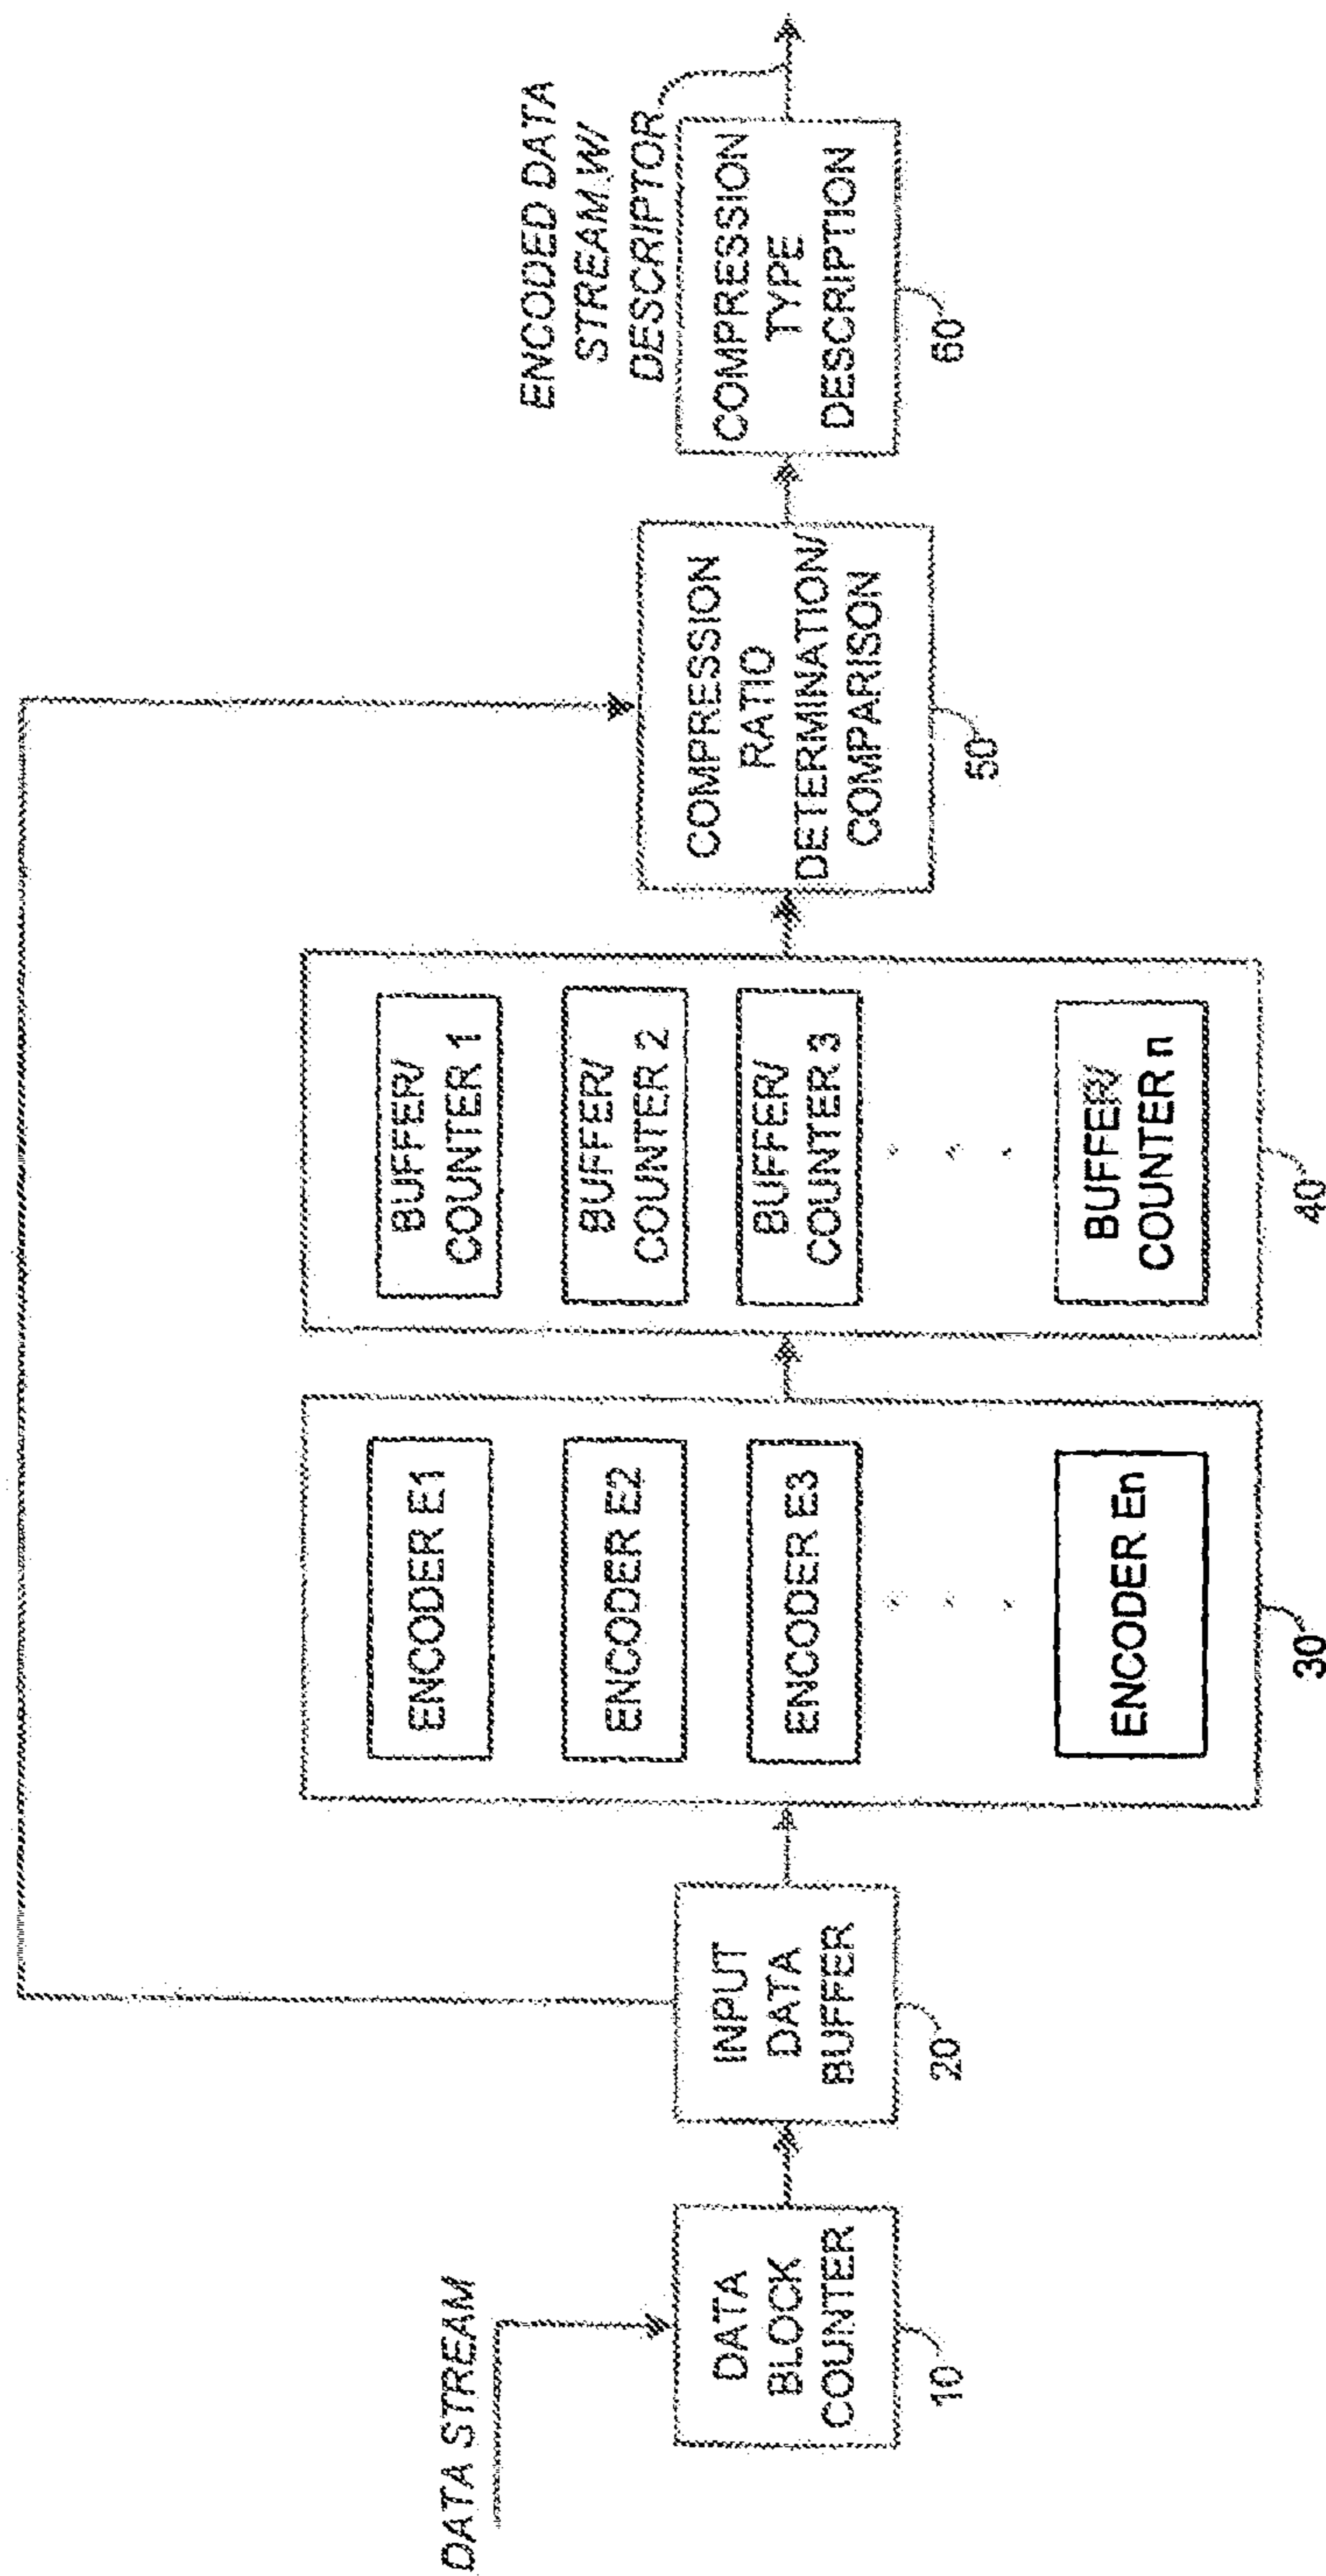 DATA STREAM
DATA
BLOCK
COUNTER
10
INPUT
DATA
BUFFER
20
ENCODER E1
ENCODER E2
ENCODER E3
ENCODER En
30
BUFFER/
COUNTER 1
BUFFER/
COUNTER 2
BUFFER/
COUNTER 3
BUFFER/
COUNTER n
40
COMPRESSION
RATIO
DETERMINATION/
COMPARISON
50
COMPRESSION
TYPE
DESCRIPTION
60
ENCODED DATA
STREAM W/
DESCRIPTOR